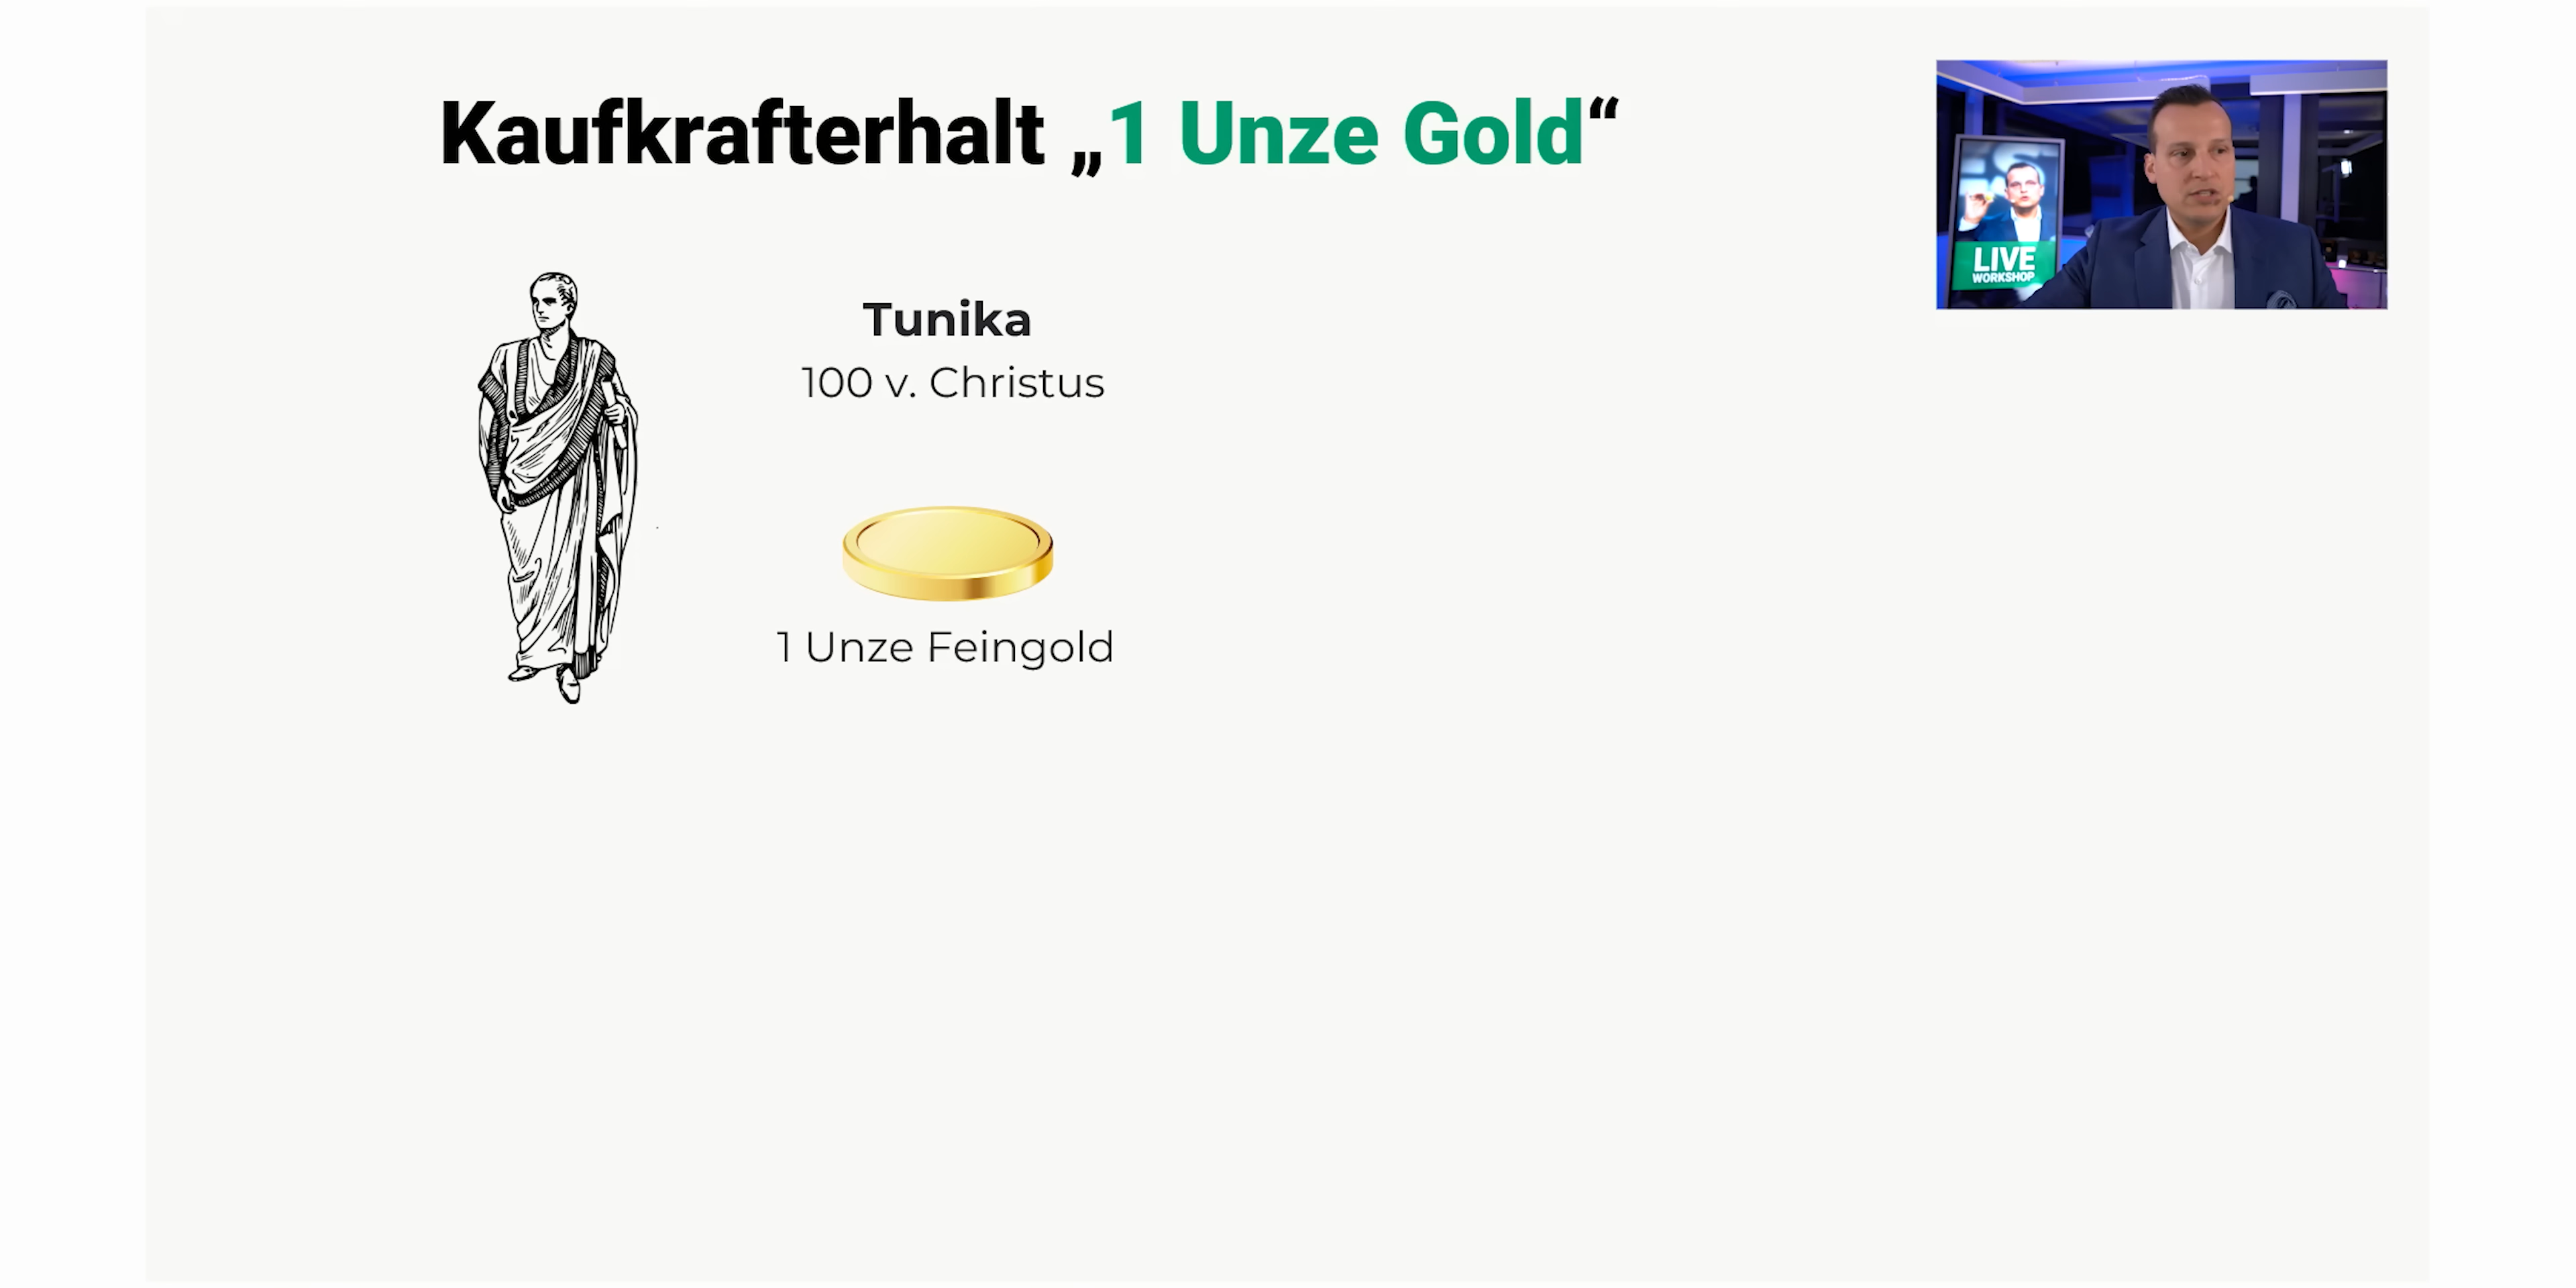 Kaufkrafterhalt „1 Unze Gold“
Tunika
100 v. Christus
1 Unze Feingold
LIVE
WORKSHOP